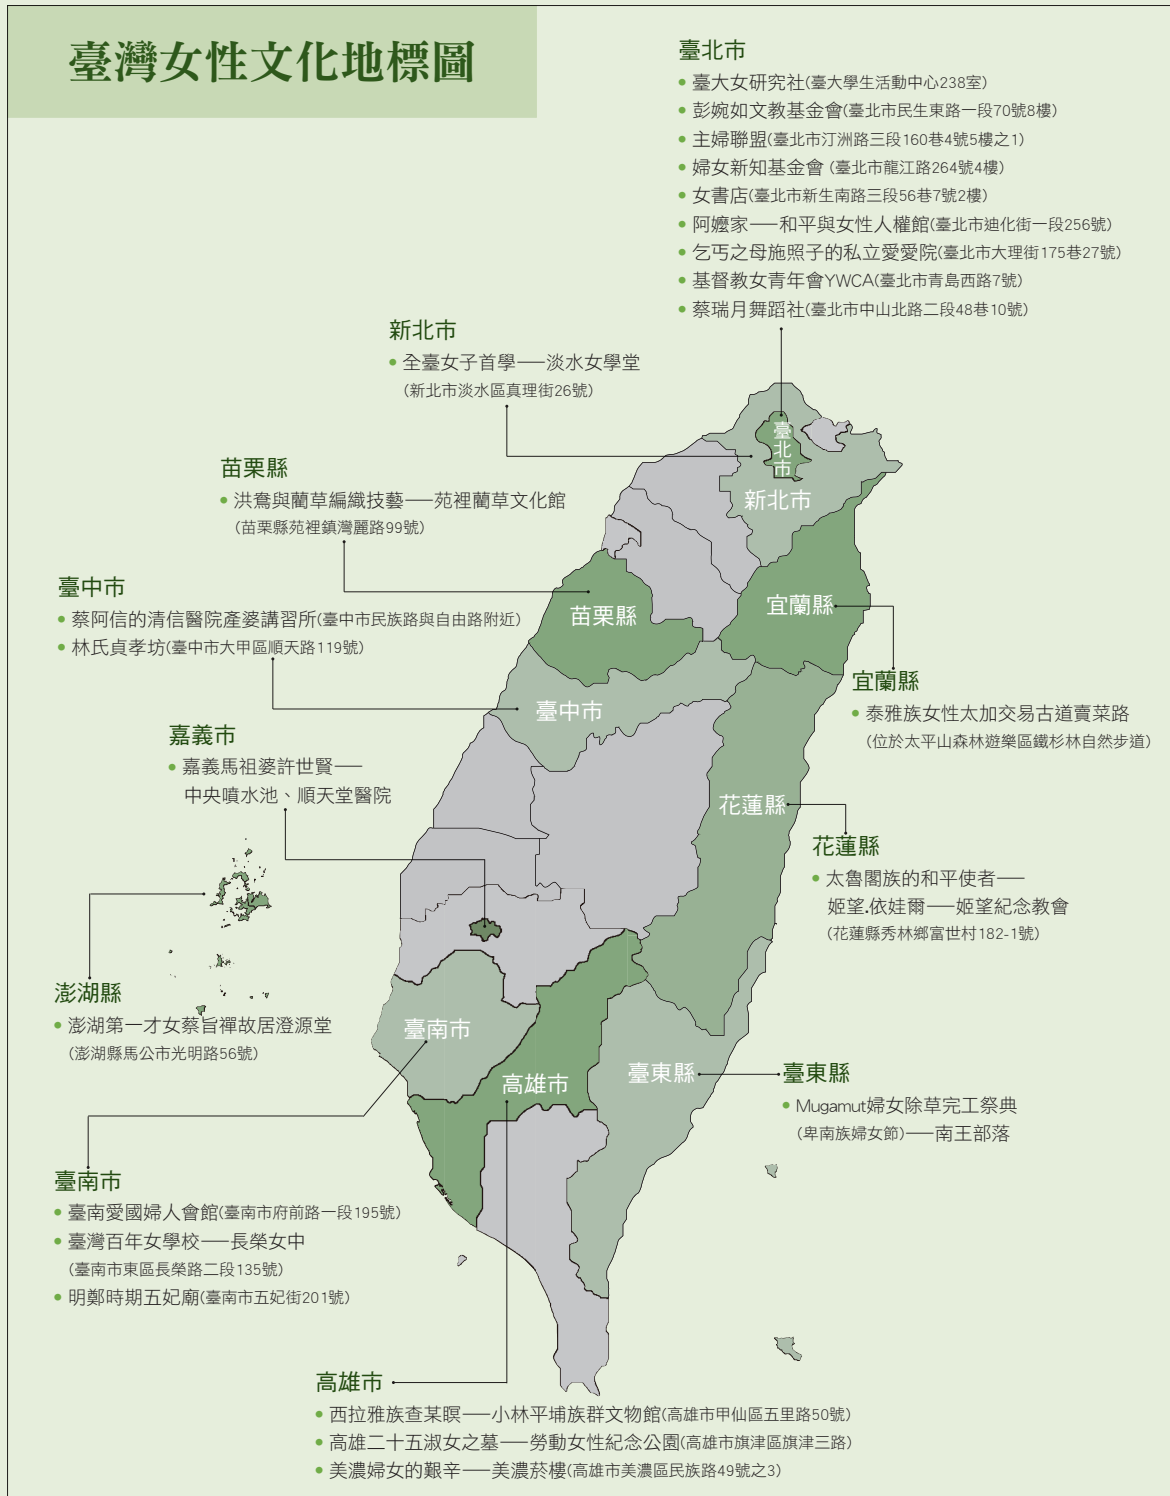 臺灣女性文化地標圖
臺北市
• 臺大女研究社(臺大學生活動中心238室)
• 彭婉如文教基金會(臺北市民生東路一段70號8樓)
• 主婦聯盟(臺北市汀洲路三段160巷4號5樓之1)
• 婦女新知基金會 (臺北市龍江路264號4樓)
• 女書店(臺北市新生南路三段56巷7號2樓)
• 阿嬤家——和平與女性人權館(臺北市迪化街一段256號)
• 乞丐之母施照子的私立愛愛院(臺北市大理街175巷27號)
• 基督教女青年會YWCA(臺北市青島西路7號)
• 蔡瑞月舞蹈社(臺北市中山北路二段48巷10號)
新北市
• 全臺女子首學——淡水女學堂
(新北市淡水區真理街26號)
苗栗縣
• 洪鴦與藺草編織技藝——苑裡藺草文化館
(苗栗縣苑裡鎮灣麗路99號)
臺中市
• 蔡阿信的清信醫院產婆講習所(臺中市民族路與自由路附近)
• 林氏貞孝坊(臺中市大甲區順天路119號)
嘉義市
• 嘉義馬祖婆許世賢——
中央噴水池、順天堂醫院
臺北市
新北市
宜蘭縣
苗栗縣
臺中市
花蓮縣
臺南市
高雄市
臺東縣
宜蘭縣
• 泰雅族女性太加交易古道賣菜路
(位於太平山森林遊樂區鐵杉林自然步道)
花蓮縣
• 太魯閣族的和平使者——
姬望.依娃爾——姬望紀念教會
(花蓮縣秀林鄉富世村182-1號)
澎湖縣
• 澎湖第一才女蔡旨禪故居澄源堂
(澎湖縣馬公市光明路56號)
臺東縣
• Mugamut婦女除草完工祭典
(卑南族婦女節)——南王部落
臺南市
• 臺南愛國婦人會館(臺南市府前路一段195號)
• 臺灣百年女學校——長榮女中
(臺南市東區長榮路二段135號)
• 明鄭時期五妃廟(臺南市五妃街201號)
高雄市
• 西拉雅族查某暝——小林平埔族群文物館(高雄市甲仙區五里路50號)
• 高雄二十五淑女之墓——勞動女性紀念公園(高雄市旗津區旗津三路)
• 美濃婦女的艱辛——美濃菸樓(高雄市美濃區民族路49號之3)